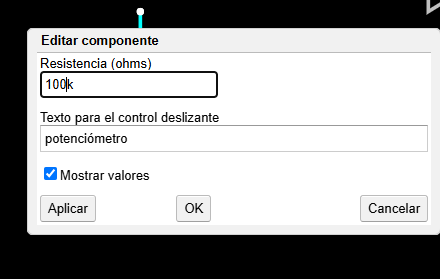 Editar componente
Resistencia (ohms)
100k
Texto para el control deslizante
potenciómetro
Mostrar valores
Aplicar OK Cancelar